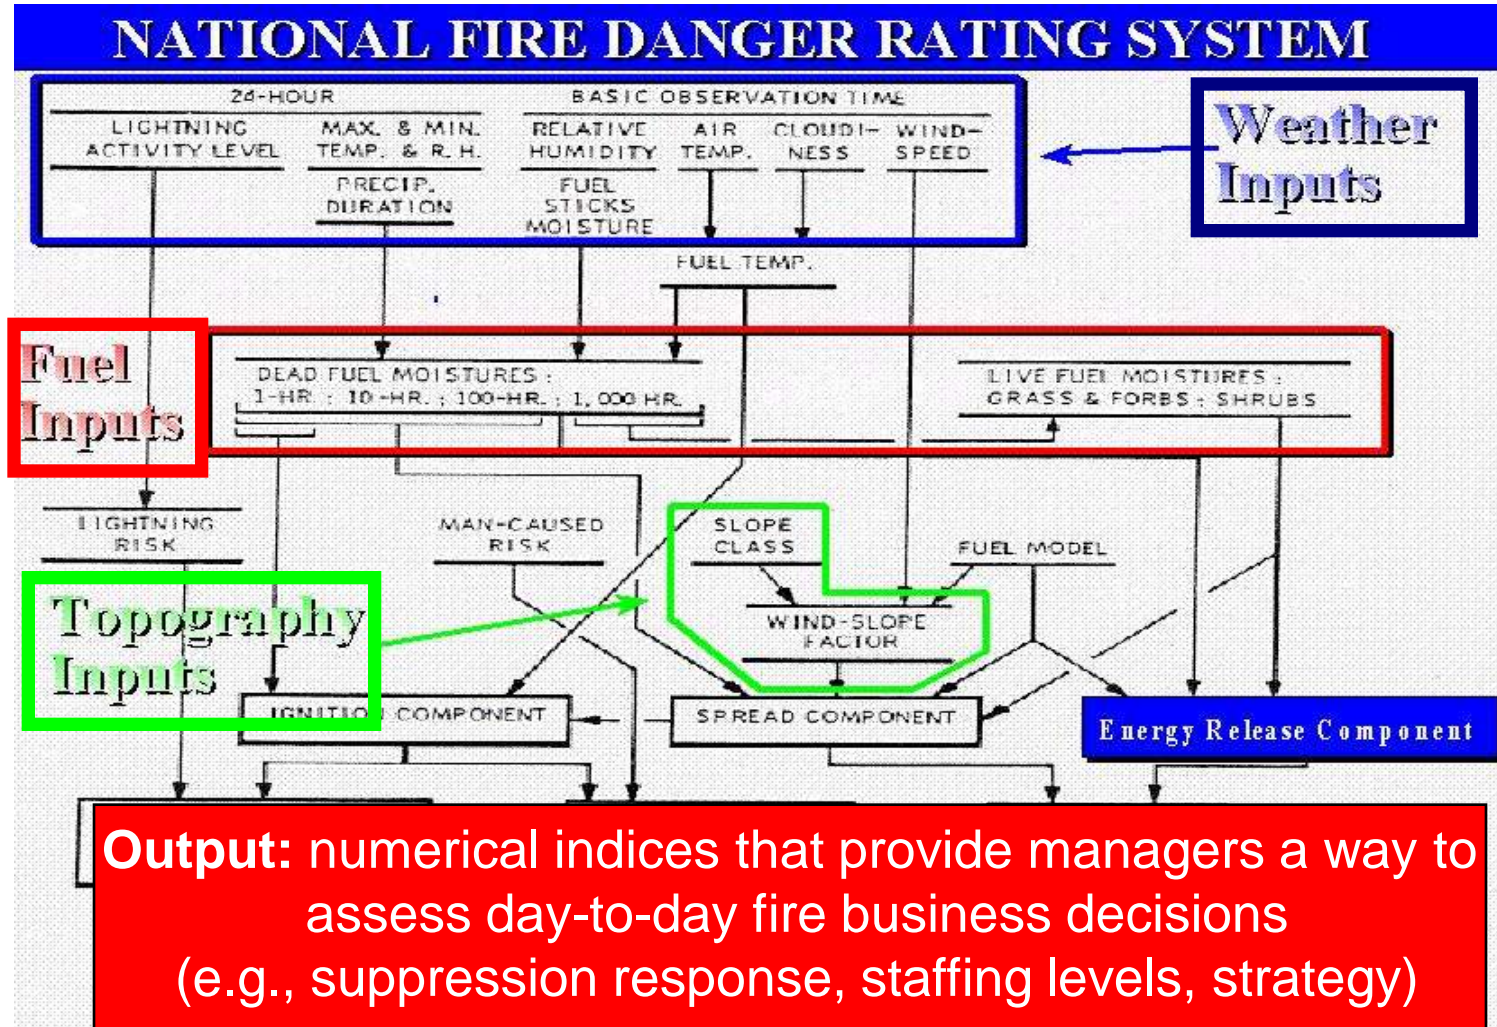 NATIONAL FIRE DANGER RATING SYSTEM
24-HOUR
BASIC OBSERVATION TIME
LIGHTNING
ACTIVITY LEVEL
MAX. & MIN.
TEMP. & R. H.
RELATIVE
HUMIDITY
AIR
TEMP.
CLOUDI-
NESS
WIND-
SPEED
Weather
Inputs
PRECIP.
DURATION
FUEL
STICKS
MOISTURE
FUEL TEMP.
Fuel
Inputs
DEAD FUEL MOISTURES :
1-HR. ; 10-HR. ; 100-HR. ; 1,000 HR.
LIVE FUEL MOISTURES :
GRASS & FORBS ; SHRUBS
LIGHTNING
RISK
MAN-CAUSED
RISK
SLOPE
CLASS
FUEL MODEL
Topography
Inputs
WIND-SLOPE
FACTOR
IGNITION COMPONENT
SPREAD COMPONENT
Energy Release Component
Output: numerical indices that provide managers a way to
assess day-to-day fire business decisions
(e.g., suppression response, staffing levels, strategy)